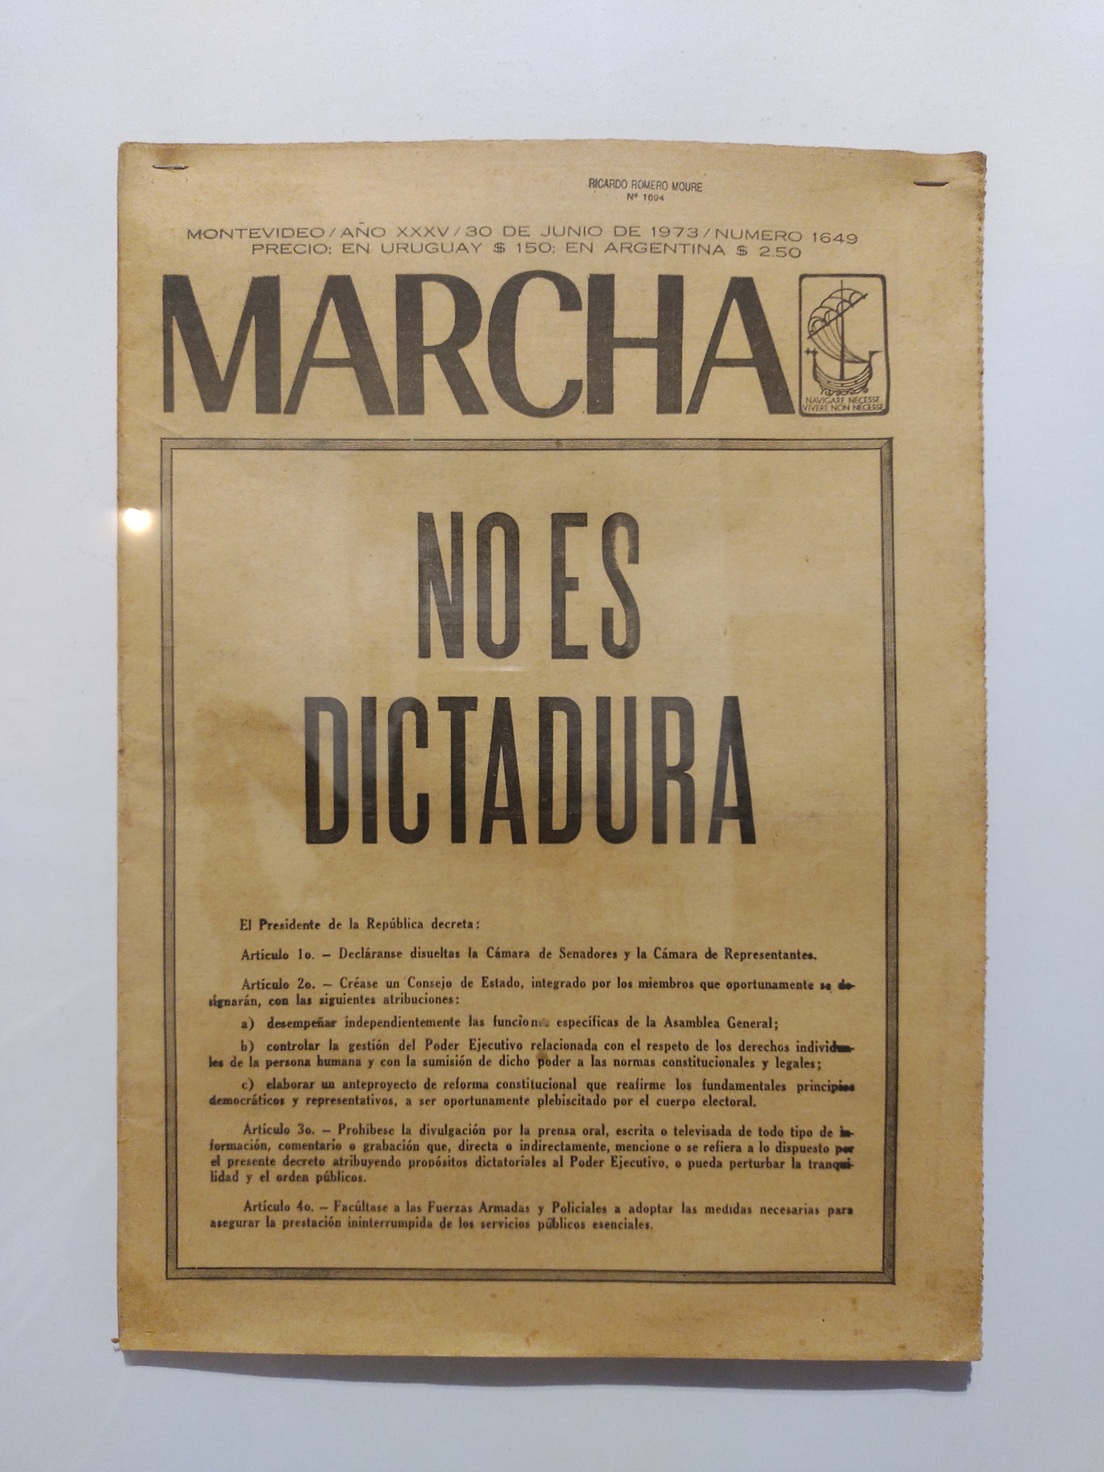 RICARDO ROMERO MOURE
Nº 1694
MONTEVIDEO/AÑO XXXV/30 DE JUNIO DE 1973/NUMERO 1649
PRECIO: EN URUGUAY $ 150: EN ARGENTINA $ 2.50
MARCHA
NAVIGARE NECESSE
VIVERE NON NECESSE
NO ES
DICTADURA
El Presidente de la República decreta:
Artículo 1o. – Decláranse disueltas la Cámara de Senadores y la Cámara de Representantes.
Artículo 2o. – Créase un Consejo de Estado, integrado por los miembros que oportunamente se de-
signarán, con las siguientes atribuciones:
a) desempeñar independientemente las específicas de la Asamblea General;
b) controlar la gestión del Poder Ejecutivo relacionada con el respeto de los derechos individua-
les de la persona humana y con la sumisión de dicho poder a las normas constitucionales y legales;
c) elaborar un anteproyecto de reforma constitucional que reafirme los fundamentales principios
democráticos y representativos, a ser oportunamente plebiscitado por el cuerpo electoral.
Artículo 3o. – Prohíbese la divulgación por la prensa oral, escrita o televisada de todo tipo de in-
formación, comentario o grabación que, directa o indirectamente, mencione o se refiera a lo dispuesto por
el presente decreto atribuyendo propósitos dictatoriales al Poder Ejecutivo, o pueda perturbar la tranqui-
lidad y el orden públicos.
Artículo 4o. – Facúltase a las Fuerzas Armadas y Policiales a adoptar las medidas necesarias para
asegurar la prestación ininterrumpida de los servicios públicos esenciales.